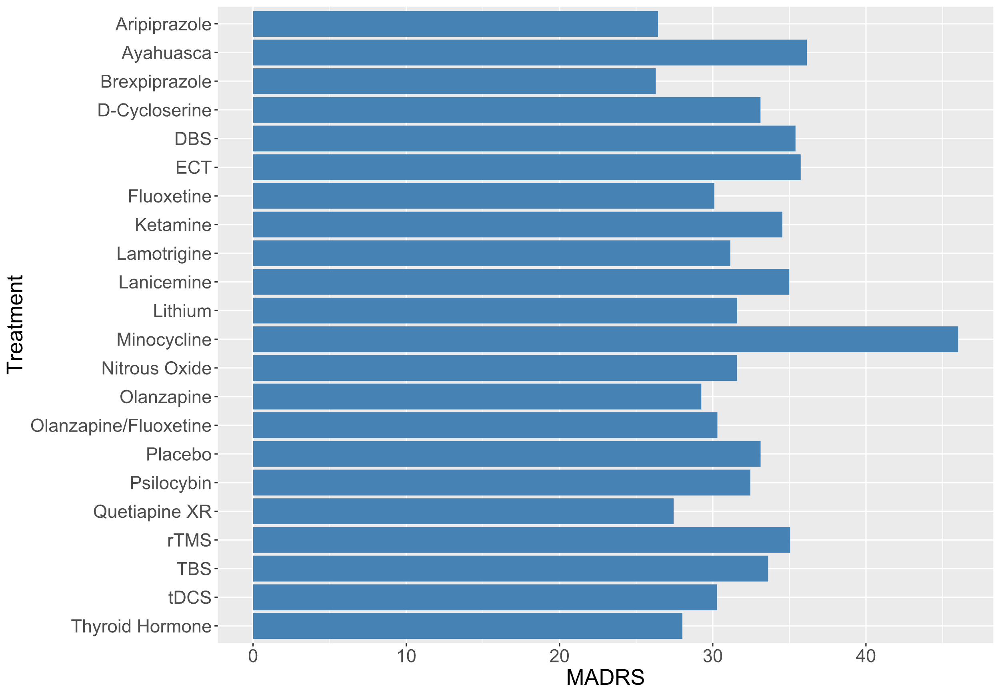 Treatment
Aripiprazole
Ayahuasca
Brexpiprazole
D-Cycloserine
DBS
ECT
Fluoxetine
Ketamine
Lamotrigine
Lanicemine
Lithium
Minocycline
Nitrous Oxide
Olanzapine
Olanzapine/Fluoxetine
Placebo
Psilocybin
Quetiapine XR
rTMS
TBS
tDCS
Thyroid Hormone
0 10 20 30 40
MADRS